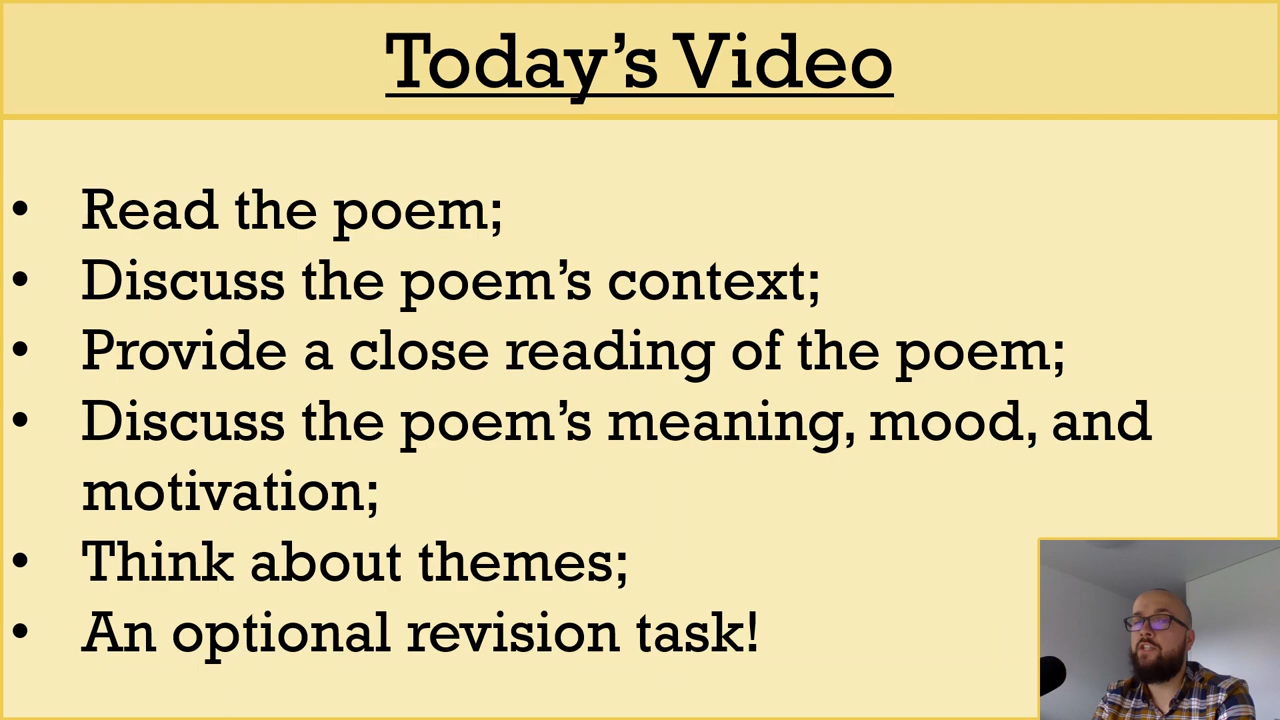 Today’s Video
• Read the poem;
• Discuss the poem’s context;
• Provide a close reading of the poem;
• Discuss the poem’s meaning, mood, and
motivation;
• Think about themes;
• An optional revision task!